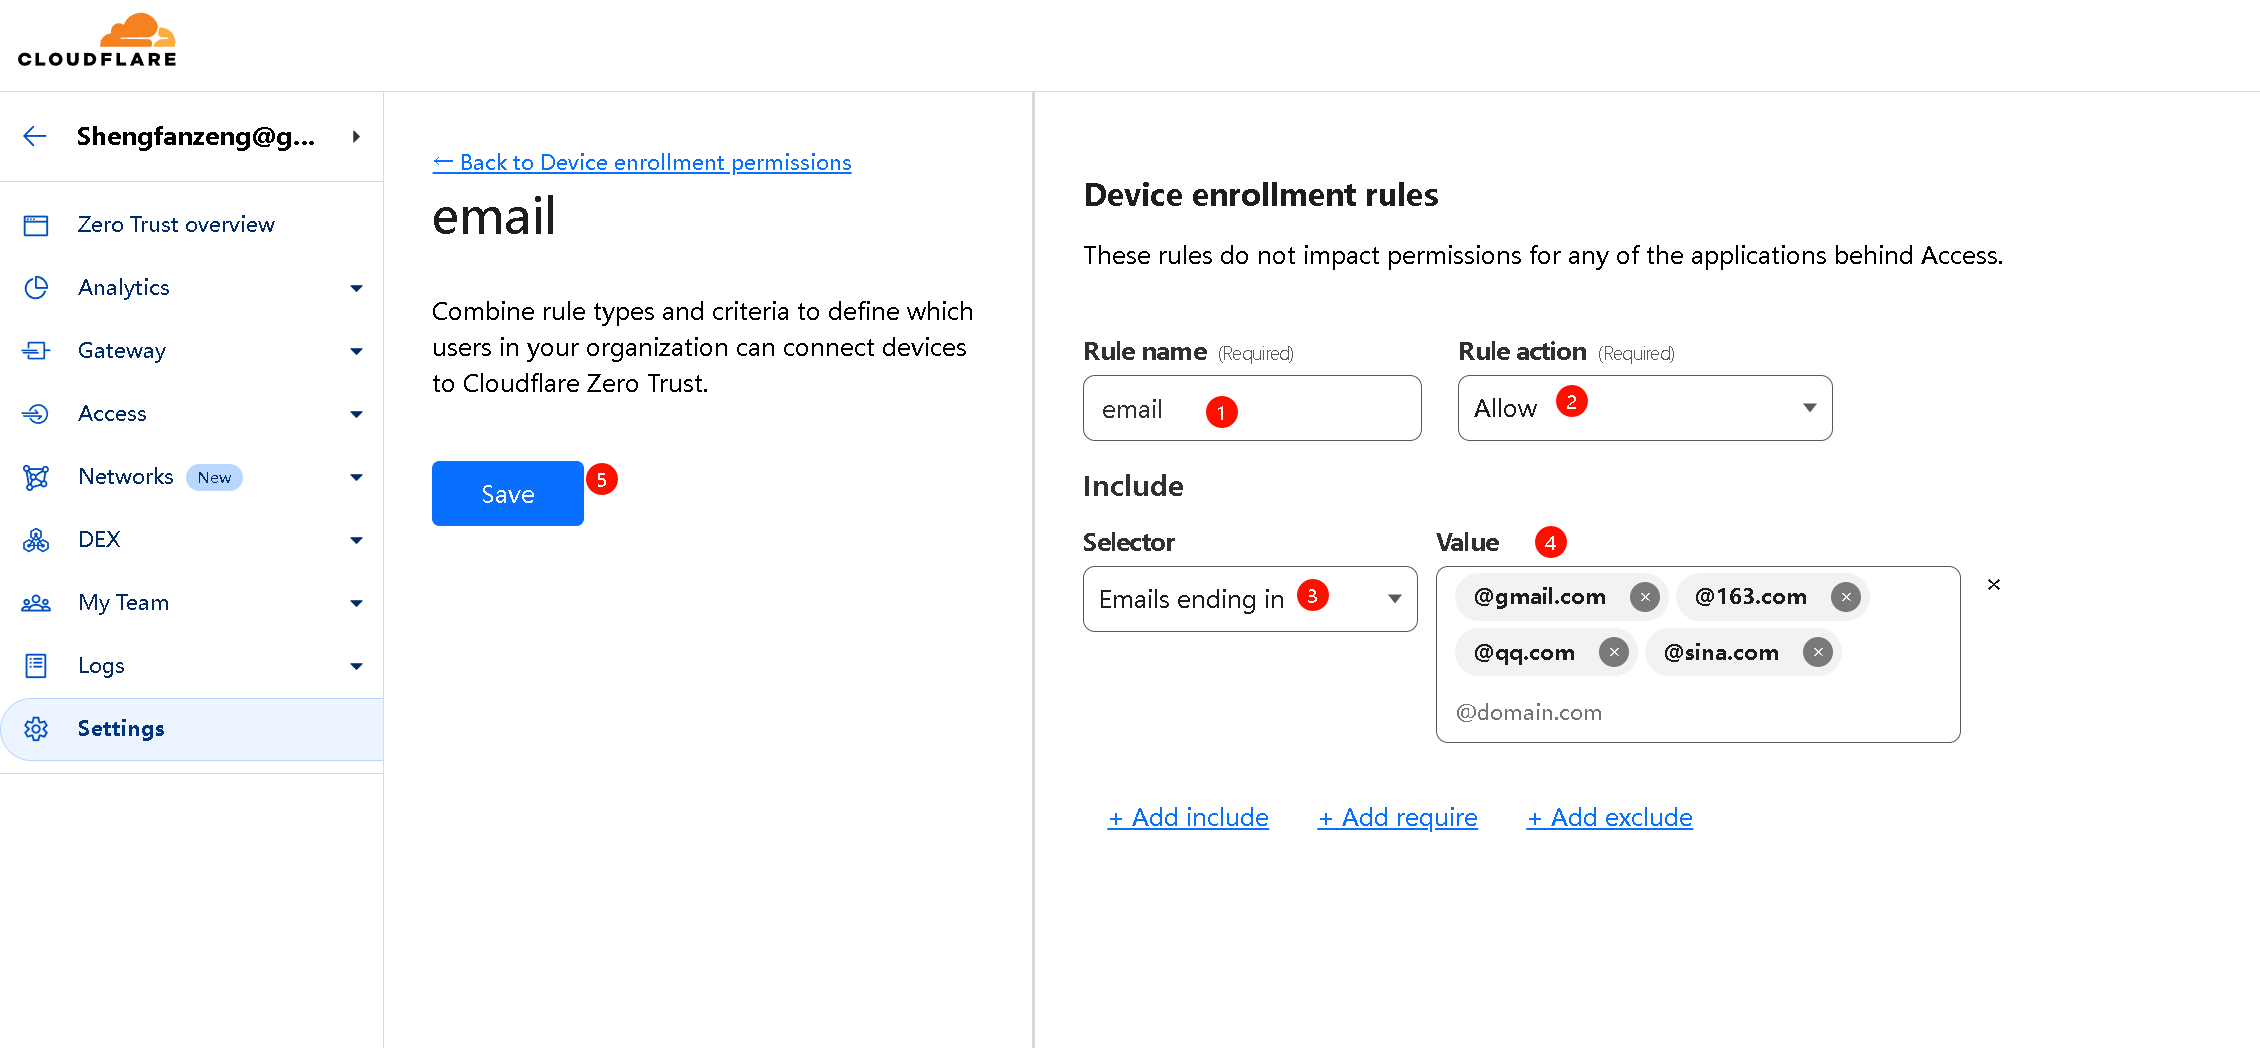 CLOUDFLARE
Shengfanzeng@g...
Zero Trust overview
Analytics
Gateway
Access
Networks New
DEX
My Team
Logs
Settings
← Back to Device enrollment permissions
email
Combine rule types and criteria to define which
users in your organization can connect devices
to Cloudflare Zero Trust.
Save 5
Device enrollment rules
These rules do not impact permissions for any of the applications behind Access.
Rule name (Required) Rule action (Required)
email 1 Allow 2
Include
Selector Value 4
Emails ending in 3
@gmail.com × @163.com × ×
@qq.com × @sina.com ×
@domain.com
+ Add include + Add require + Add exclude